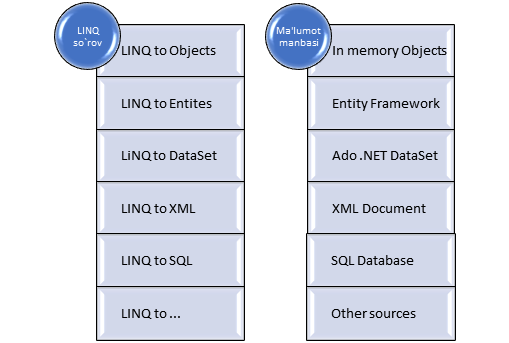 LINQ
so`rov
LINQ to Objects
LINQ to Entites
LiNQ to DataSet
LINQ to XML
LINQ to SQL
LINQ to ...
Ma'lumot
manbasi
In memory Objects
Entity Framework
Ado .NET DataSet
XML Document
SQL Database
Other sources